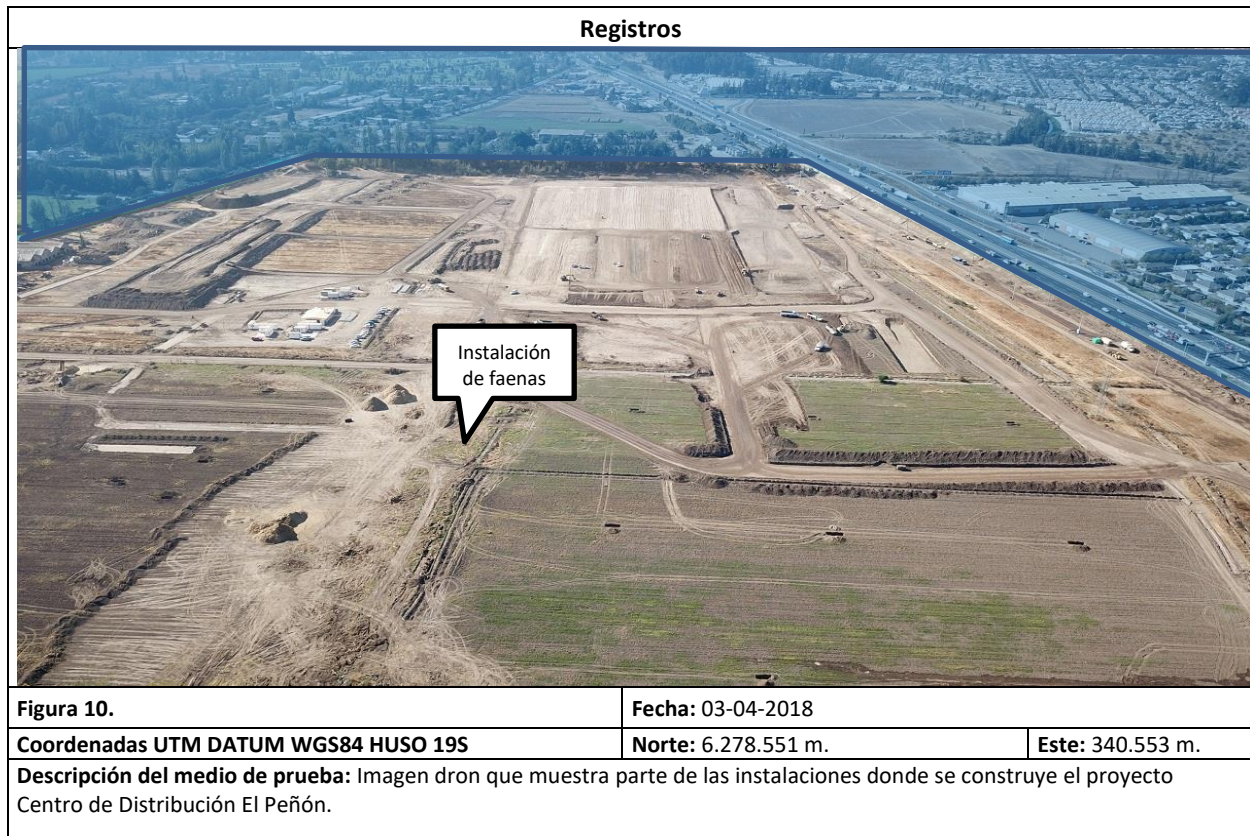 Registros
Instalación
de faenas
Figura 10.
Fecha: 03-04-2018
Coordenadas UTM DATUM WGS84 HUSO 19S
Norte: 6.278.551 m.
Este: 340.553 m.
Descripción del medio de prueba: Imagen dron que muestra parte de las instalaciones donde se construye el proyecto
Centro de Distribución El Peñón.